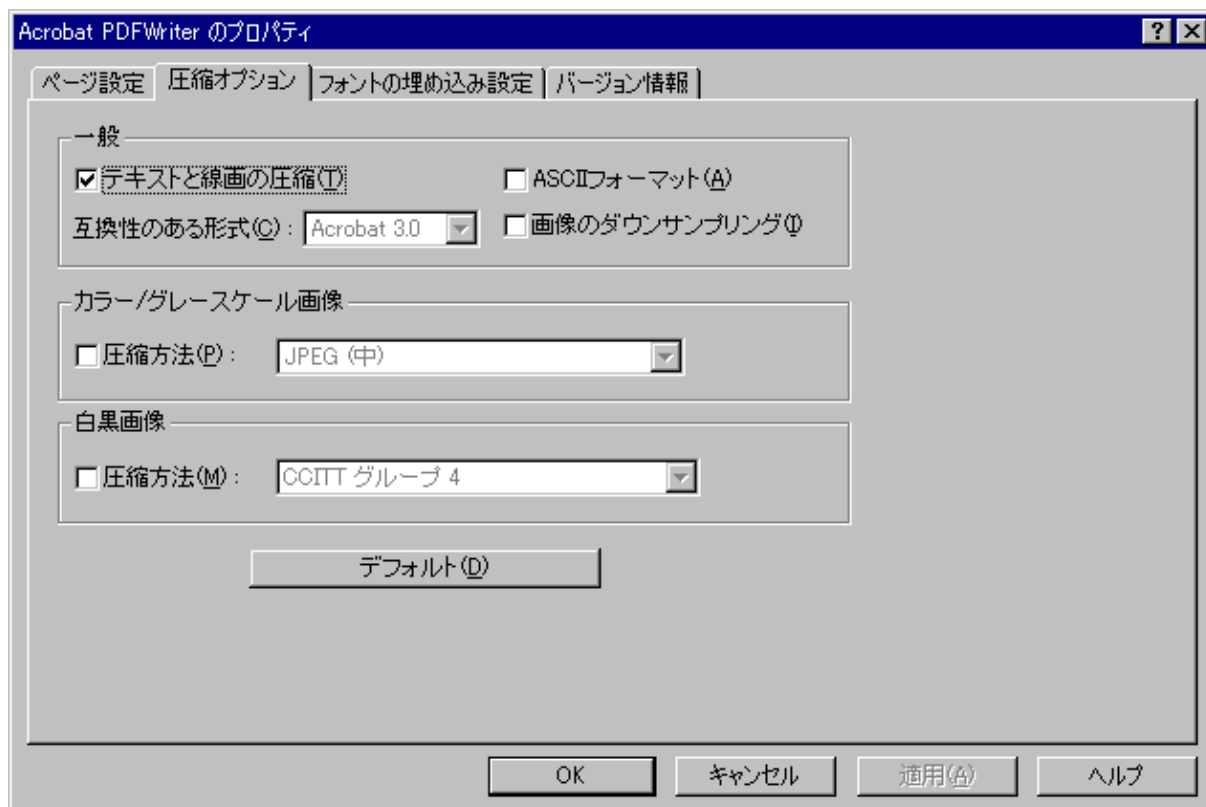 Acrobat PDFWriter のプロパティ
ページ設定 圧縮オプション フォントの埋め込み設定 バージョン情報
一般
テキストと線画の圧縮(T) ASCIIフォーマット(A)
互換性のある形式(C): Acrobat 3.0 画像のダウンサンプリング(I)
カラー/グレースケール画像
圧縮方法(P): JPEG (中)
白黒画像
圧縮方法(M): CCITT グループ 4
デフォルト(D)
OK キャンセル 適用(A) ヘルプ